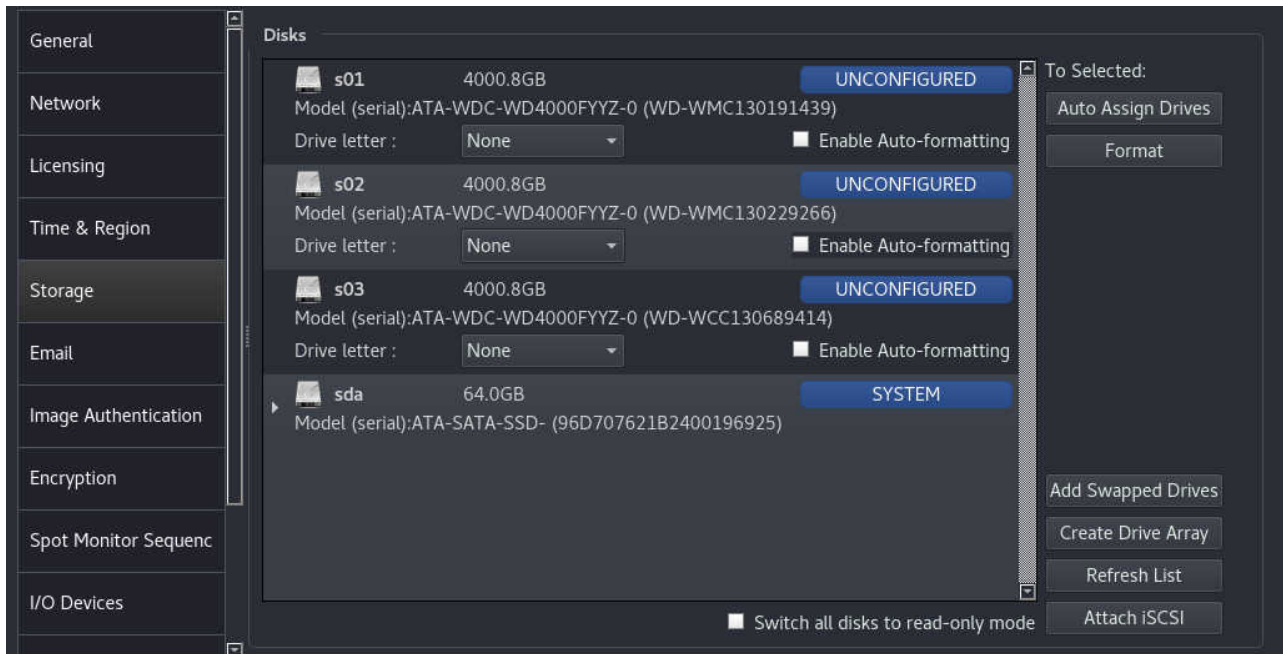 General
Network
Licensing
Time & Region
Storage
Email
Image Authentication
Encryption
Spot Monitor Sequenc
I/O Devices
Disks
s01 4000.8GB UNCONFIGURED
Model (serial):ATA-WDC-WD4000FYYZ-0 (WD-WMC130191439)
Drive letter : None Enable Auto-formatting
s02 4000.8GB UNCONFIGURED
Model (serial):ATA-WDC-WD4000FYYZ-0 (WD-WMC130229266)
Drive letter : None Enable Auto-formatting
s03 4000.8GB UNCONFIGURED
Model (serial):ATA-WDC-WD4000FYYZ-0 (WD-WCC130689414)
Drive letter : None Enable Auto-formatting
sda 64.0GB SYSTEM
Model (serial):ATA-SATA-SSD- (96D707621B2400196925)
Switch all disks to read-only mode
To Selected:
Auto Assign Drives
Format
Add Swapped Drives
Create Drive Array
Refresh List
Attach iSCSI